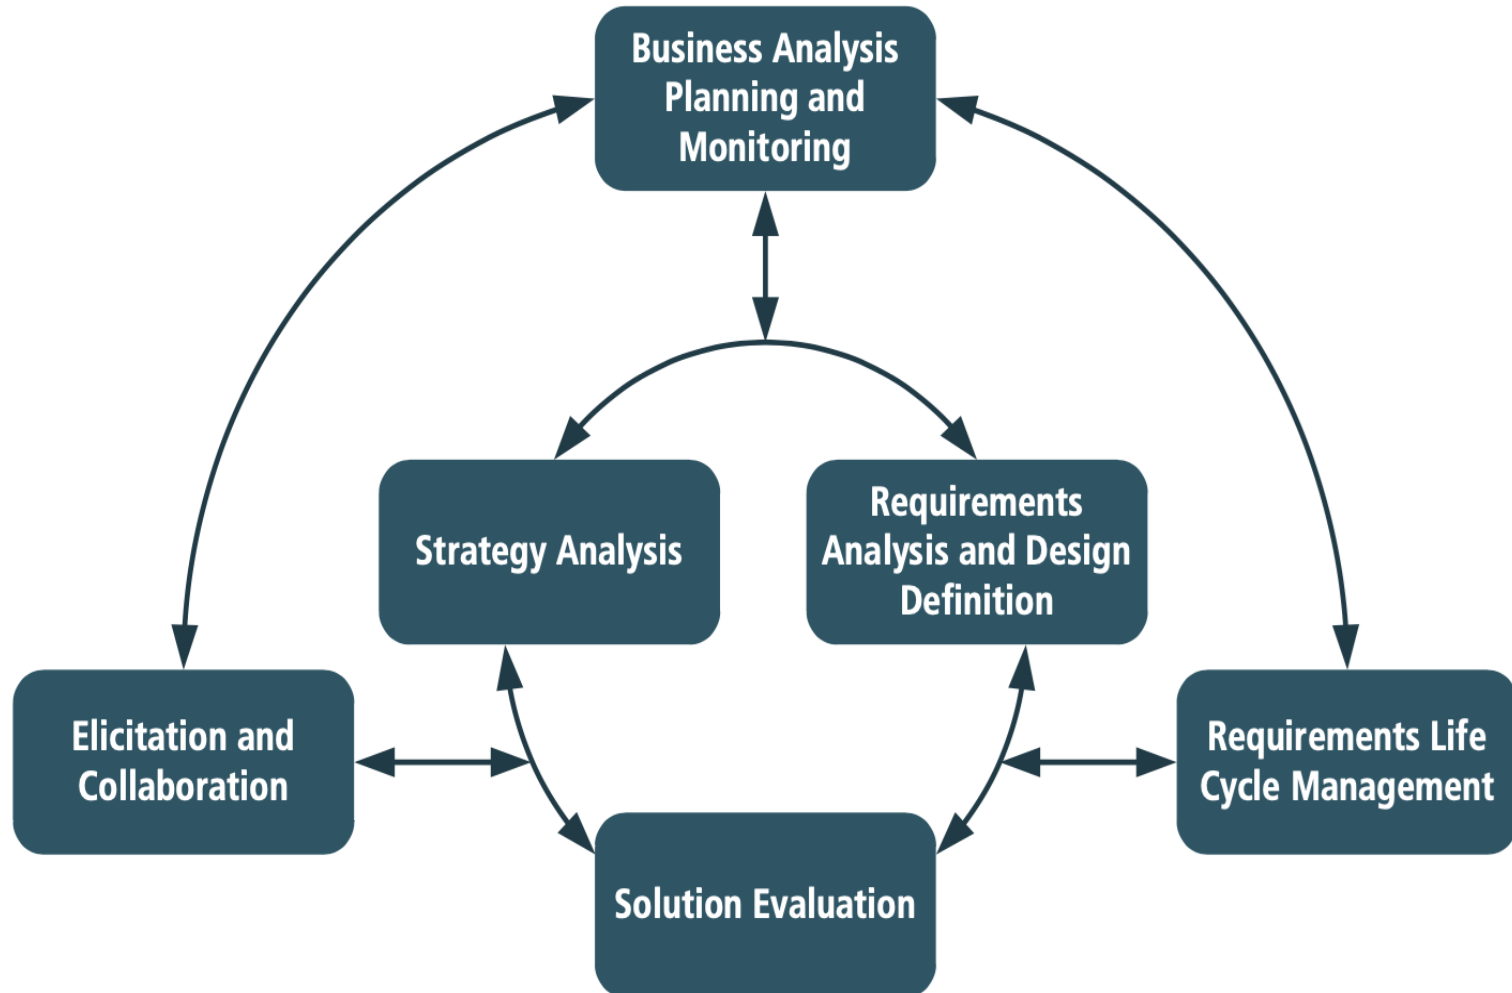 Business Analysis
Planning and
Monitoring
Strategy Analysis
Requirements
Analysis and Design
Definition
Elicitation and
Collaboration
Requirements Life
Cycle Management
Solution Evaluation